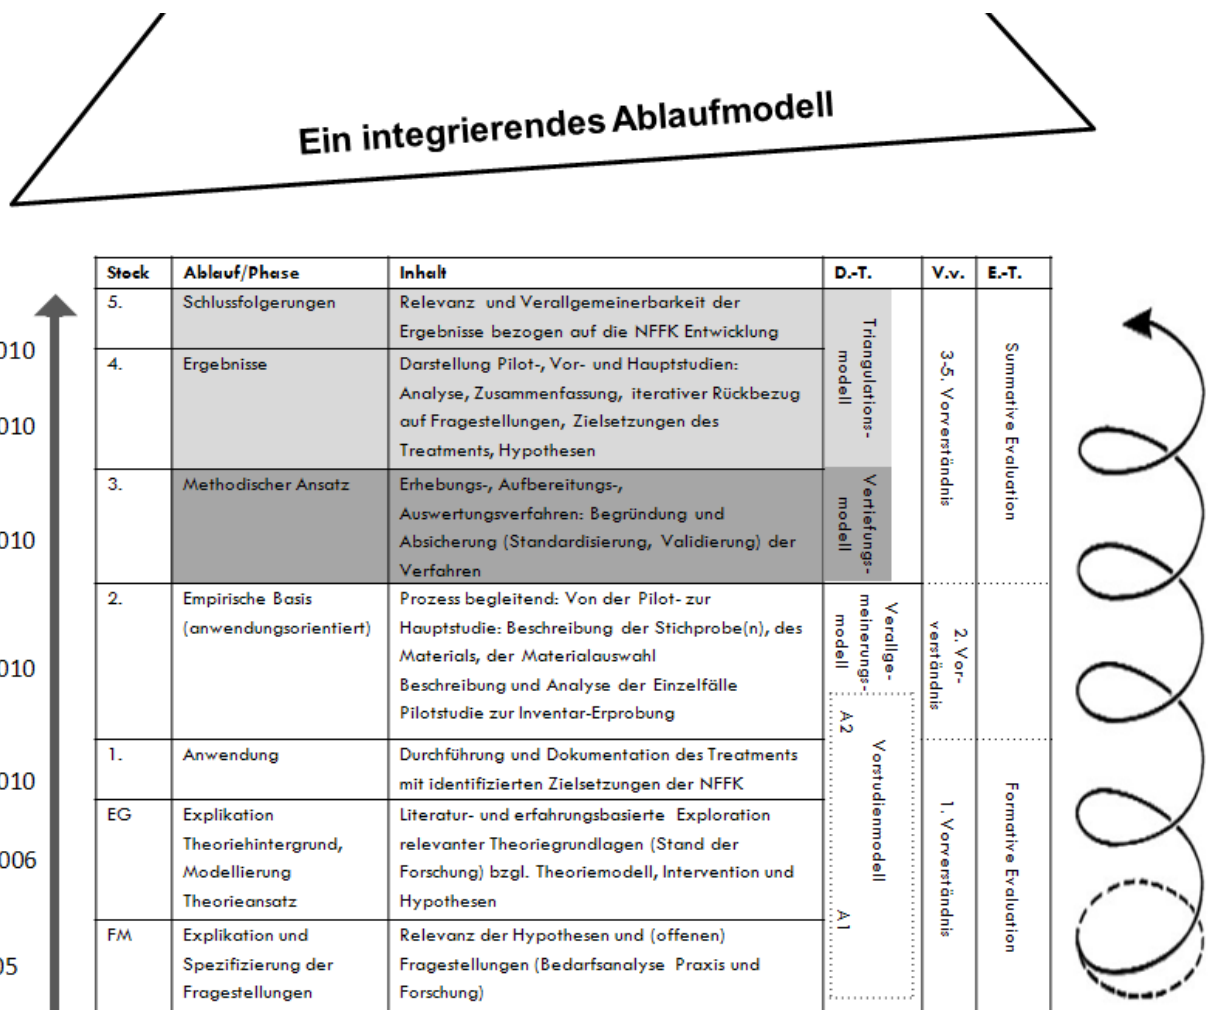 Ein integrierendes Ablaufmodell
Stock Ablauf/Phase Inhalt D.-T. V.v. E.-T.
5. Schlussfolgerungen Relevanz und Verallgemeinerbarkeit der
Ergebnisse bezogen auf die NFFK Entwicklung
010
4. Ergebnisse Darstellung Pilot-, Vor- und Hauptstudien:
Analyse, Zusammenfassung, iterativer Rückbezug
010
auf Fragestellungen, Zielsetzungen des
Treatments, Hypothesen
Triangulations-
modell
3-5. Vorverständnis
Summative Evaluation
3. Methodischer Ansatz Erhebungs-, Aufbereitungs-,
Auswertungsverfahren: Begründung und
010
Absicherung (Standardisierung, Validierung) der
Verfahren
Vertiefungs-
modell
2. Empirische Basis Prozess begleitend: Von der Pilot- zur
(anwendungsorientiert) Hauptstudie: Beschreibung der Stichprobe(n), des
Materials, der Materialauswahl
010
Beschreibung und Analyse der Einzelfälle
Pilotstudie zur Inventar-Erprobung
Verallge-
meinerungs-
modell
2. Vor-
verständnis
1. Anwendung Durchführung und Dokumentation des Treatments
010
mit identifizierten Zielsetzungen der NFFK
EG Explikation Literatur- und erfahrungsbasierte Exploration
Theoriehintergrund, relevanter Theoriegrundlagen (Stand der
006
Modellierung Forschung) bzgl. Theoriemodell, Intervention und
Theorieansatz Hypothesen
FM Explikation und Relevanz der Hypothesen und (offenen)
05
Spezifizierung der Fragestellungen (Bedarfsanalyse Praxis und
Fragestellungen Forschung)
A2
Vorstudienmodell
A1
1. Vorverständnis
Formative Evaluation